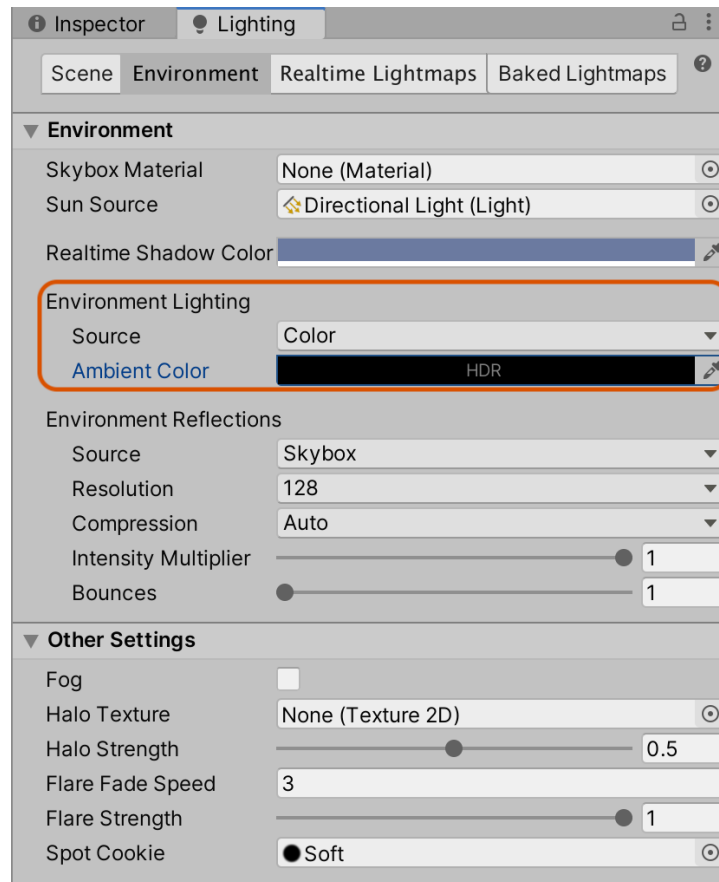 Inspector Lighting
Scene Environment Realtime Lightmaps Baked Lightmaps
Environment
Skybox Material None (Material)
Sun Source Directional Light (Light)
Realtime Shadow Color
Environment Lighting
Source Color
Ambient Color HDR
Environment Reflections
Source Skybox
Resolution 128
Compression Auto
Intensity Multiplier 1
Bounces 1
Other Settings
Fog
Halo Texture None (Texture 2D)
Halo Strength 0.5
Flare Fade Speed 3
Flare Strength 1
Spot Cookie Soft